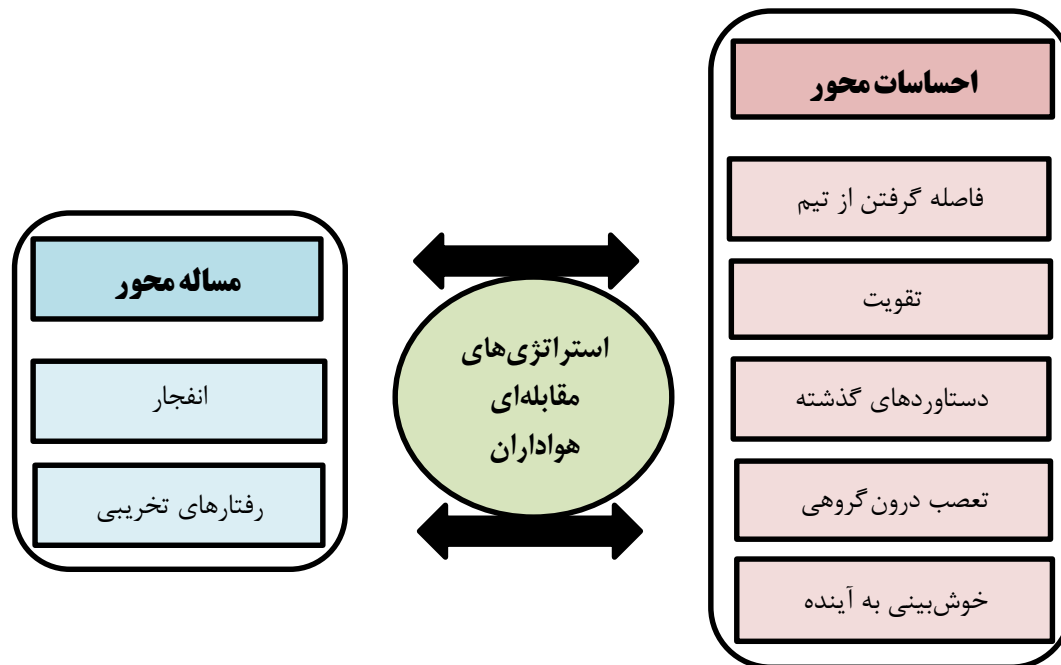 احساسات محور
فاصله گرفتن از تیم
تقویت
دستاوردهای گذشته
تعصب درون‌گروهی
خوش‌بینی به آینده
استراتژی‌های
مقابله‌ای
هواداران
مساله محور
انفجار
رفتارهای تخریبی